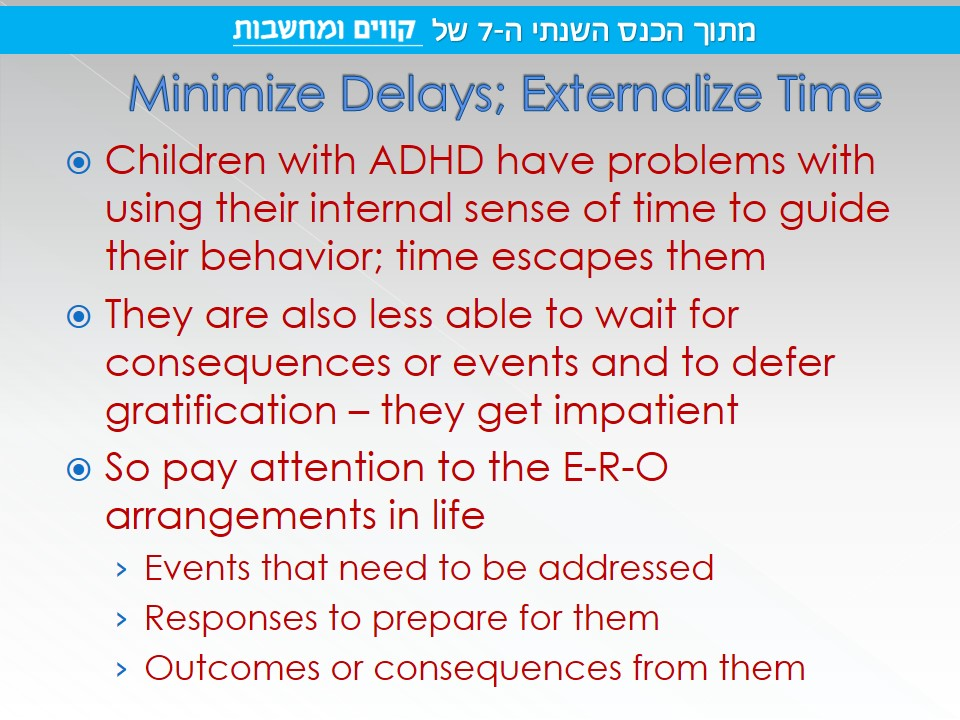 מתוך הכנס השנתי ה-7 של קווים ומחשבות
Minimize Delays; Externalize Time
Children with ADHD have problems with
using their internal sense of time to guide
their behavior; time escapes them
They are also less able to wait for
consequences or events and to defer
gratification – they get impatient
So pay attention to the E-R-O
arrangements in life
› Events that need to be addressed
› Responses to prepare for them
› Outcomes or consequences from them